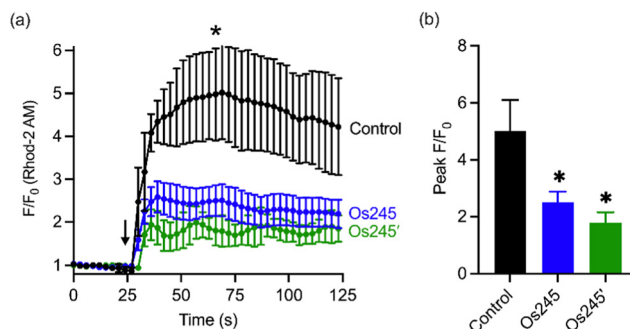 (a)
*
6
5
4
3
2
1
F/F₀ (Rhod-2 AM)
Control
Os245
Os245′
0 25 50 75 100 125
Time (s)
(b)
8
6
4
2
0
Peak F/F₀
* *
Control Os245 Os245′